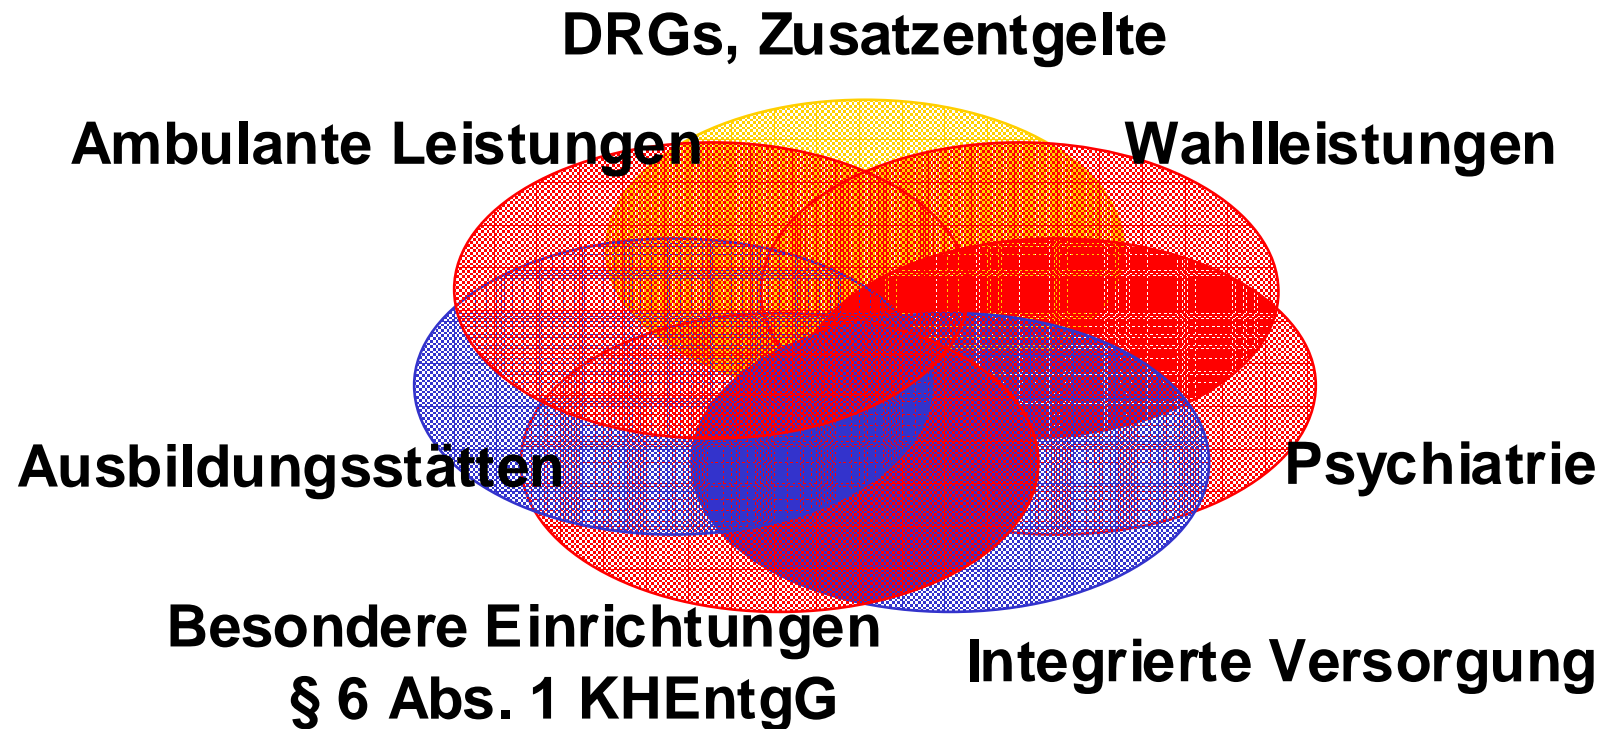 DRGs, Zusatzentgelte
Ambulante Leistungen
Wahlleistungen
Ausbildungsstätten
Psychiatrie
Besondere Einrichtungen
§ 6 Abs. 1 KHEntgG
Integrierte Versorgung